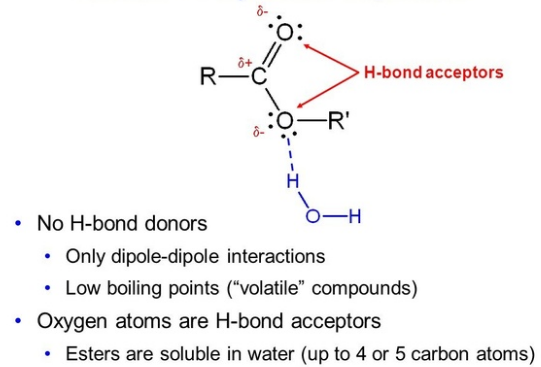 δ-
O
δ+
R—C
H-bond acceptors
O—R'
δ-
H
O—H
• No H-bond donors
• Only dipole-dipole interactions
• Low boiling points (“volatile” compounds)
• Oxygen atoms are H-bond acceptors
• Esters are soluble in water (up to 4 or 5 carbon atoms)